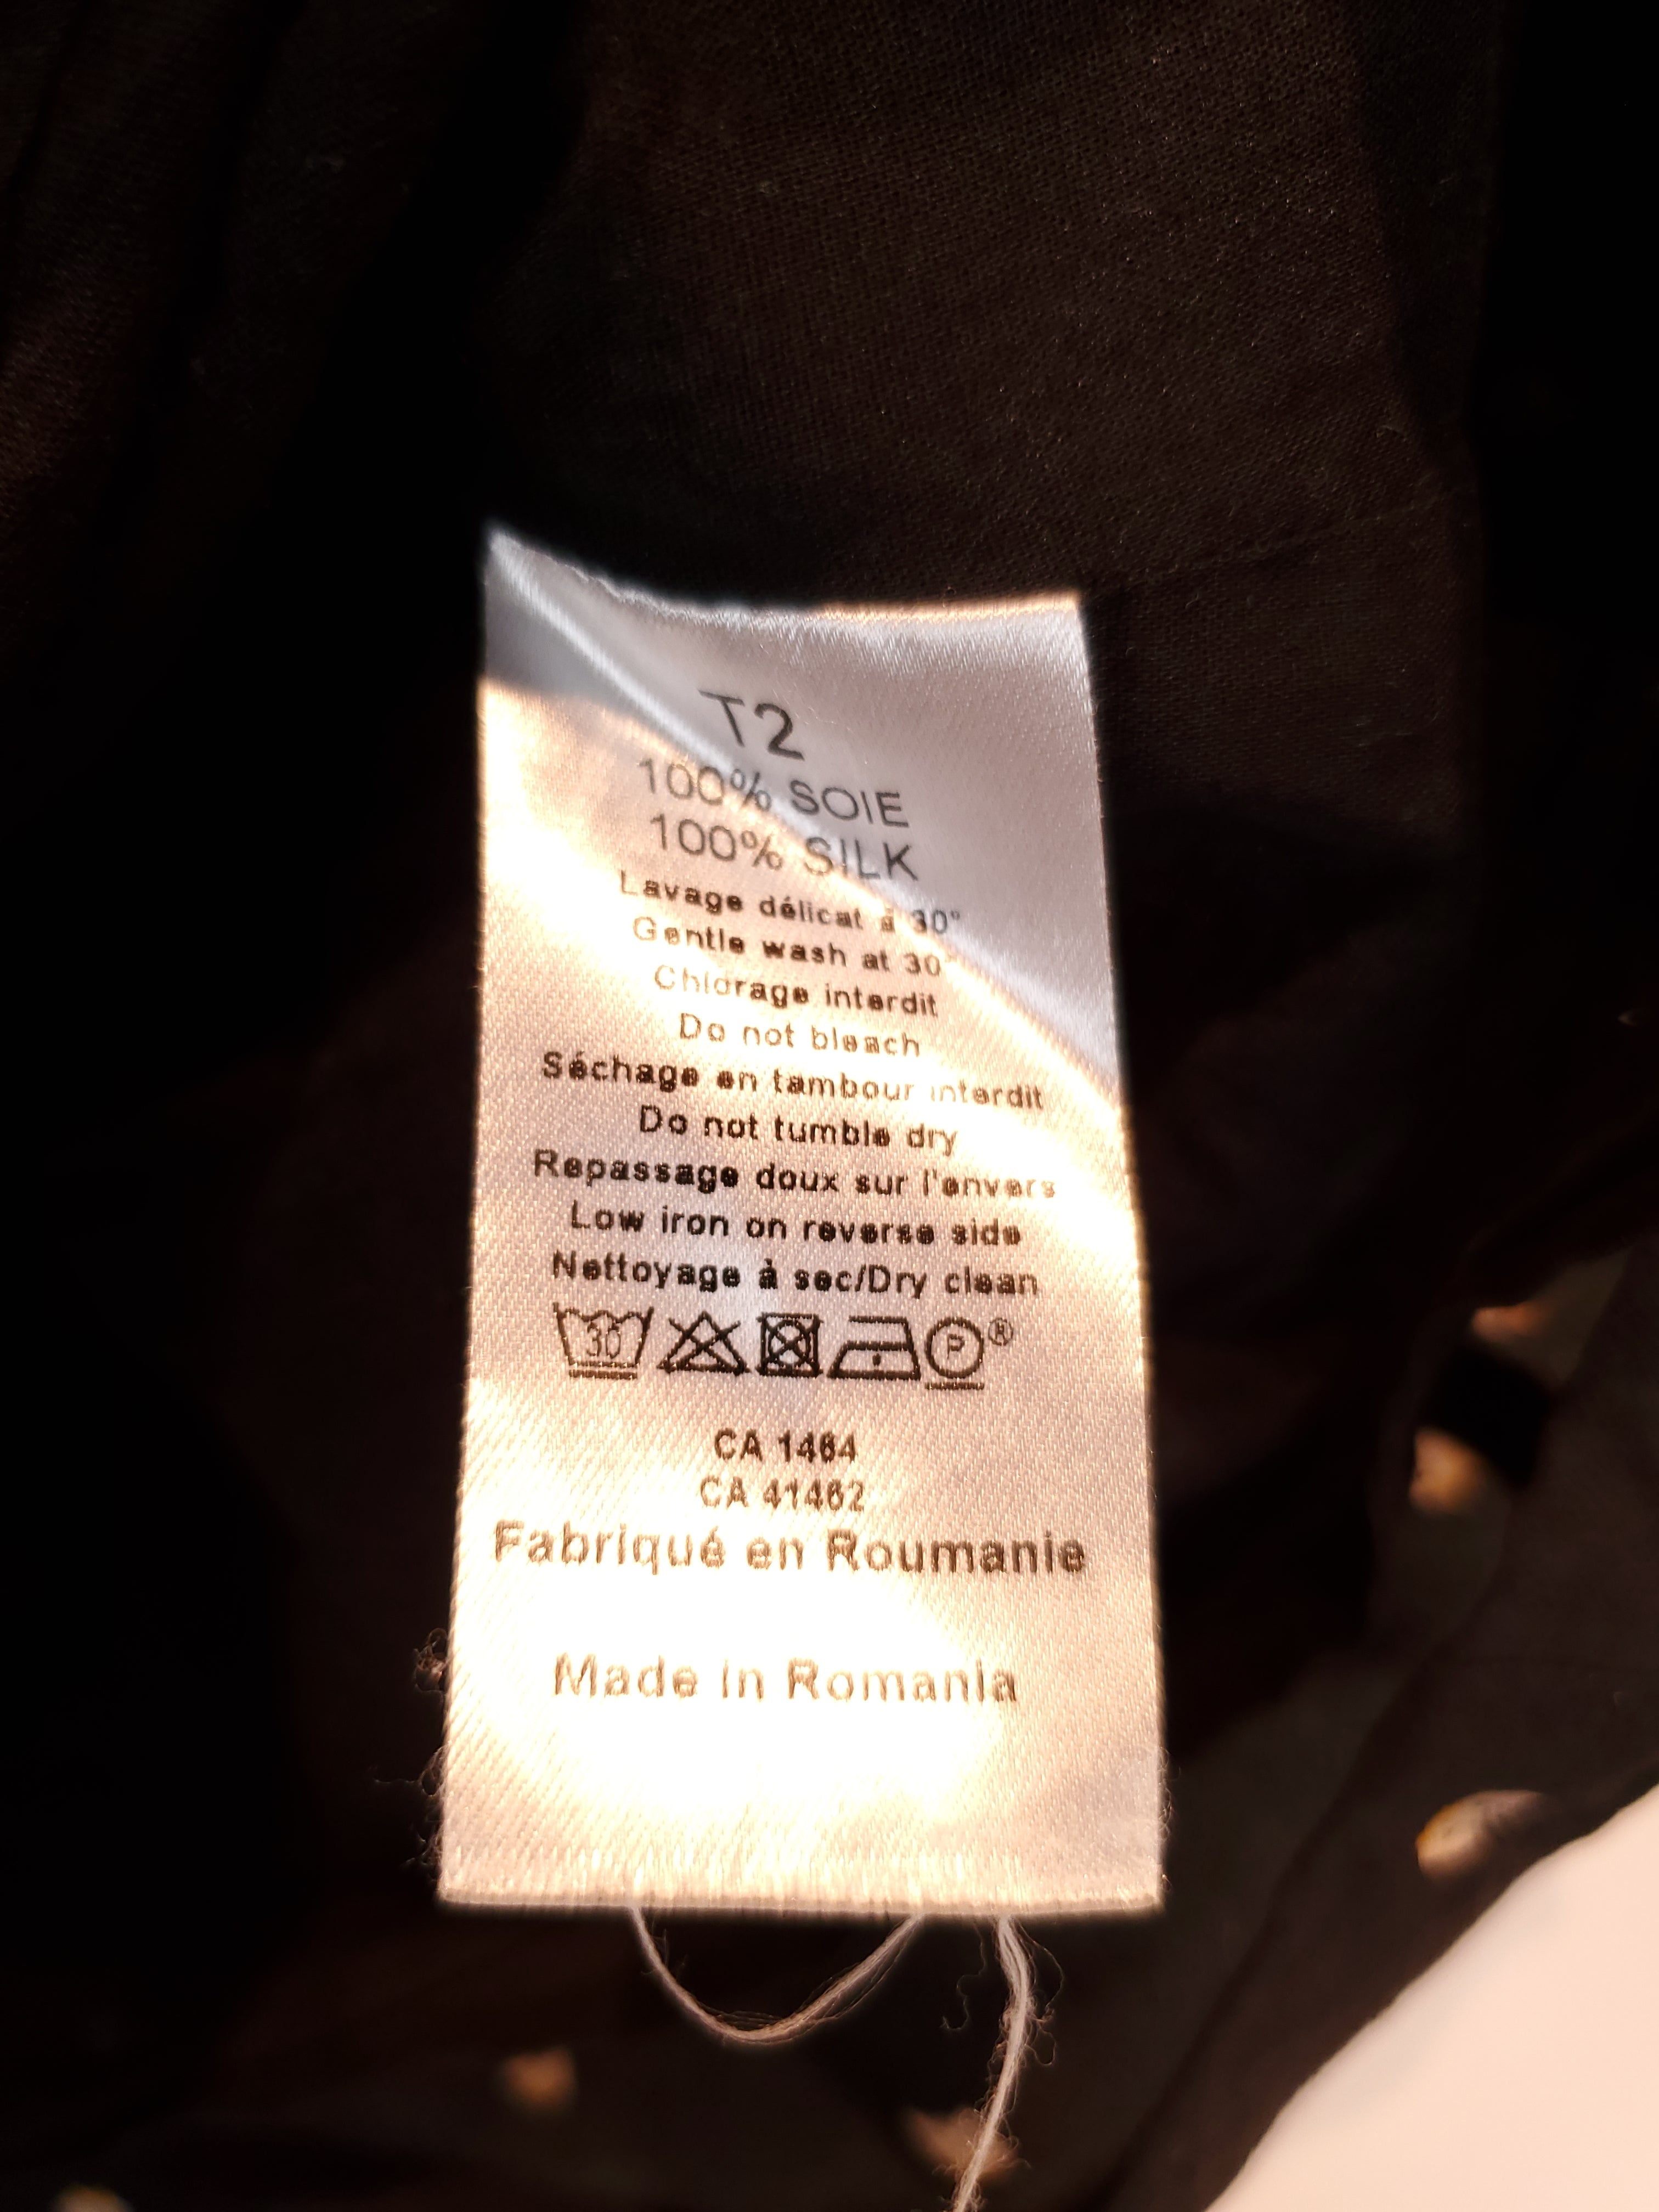 T2
100% SOIE
100% SILK
Lavage délicat à 30°
Gentle wash at 30°
Chlorage interdit
Do not bleach
Séchage en tambour interdit
Do not tumble dry
Repassage doux sur l'envers
Low iron on reverse side
Nettoyage à sec/Dry clean
30 P ®
CA 1464
CA 41462
Fabriqué en Roumanie
Made in Romania